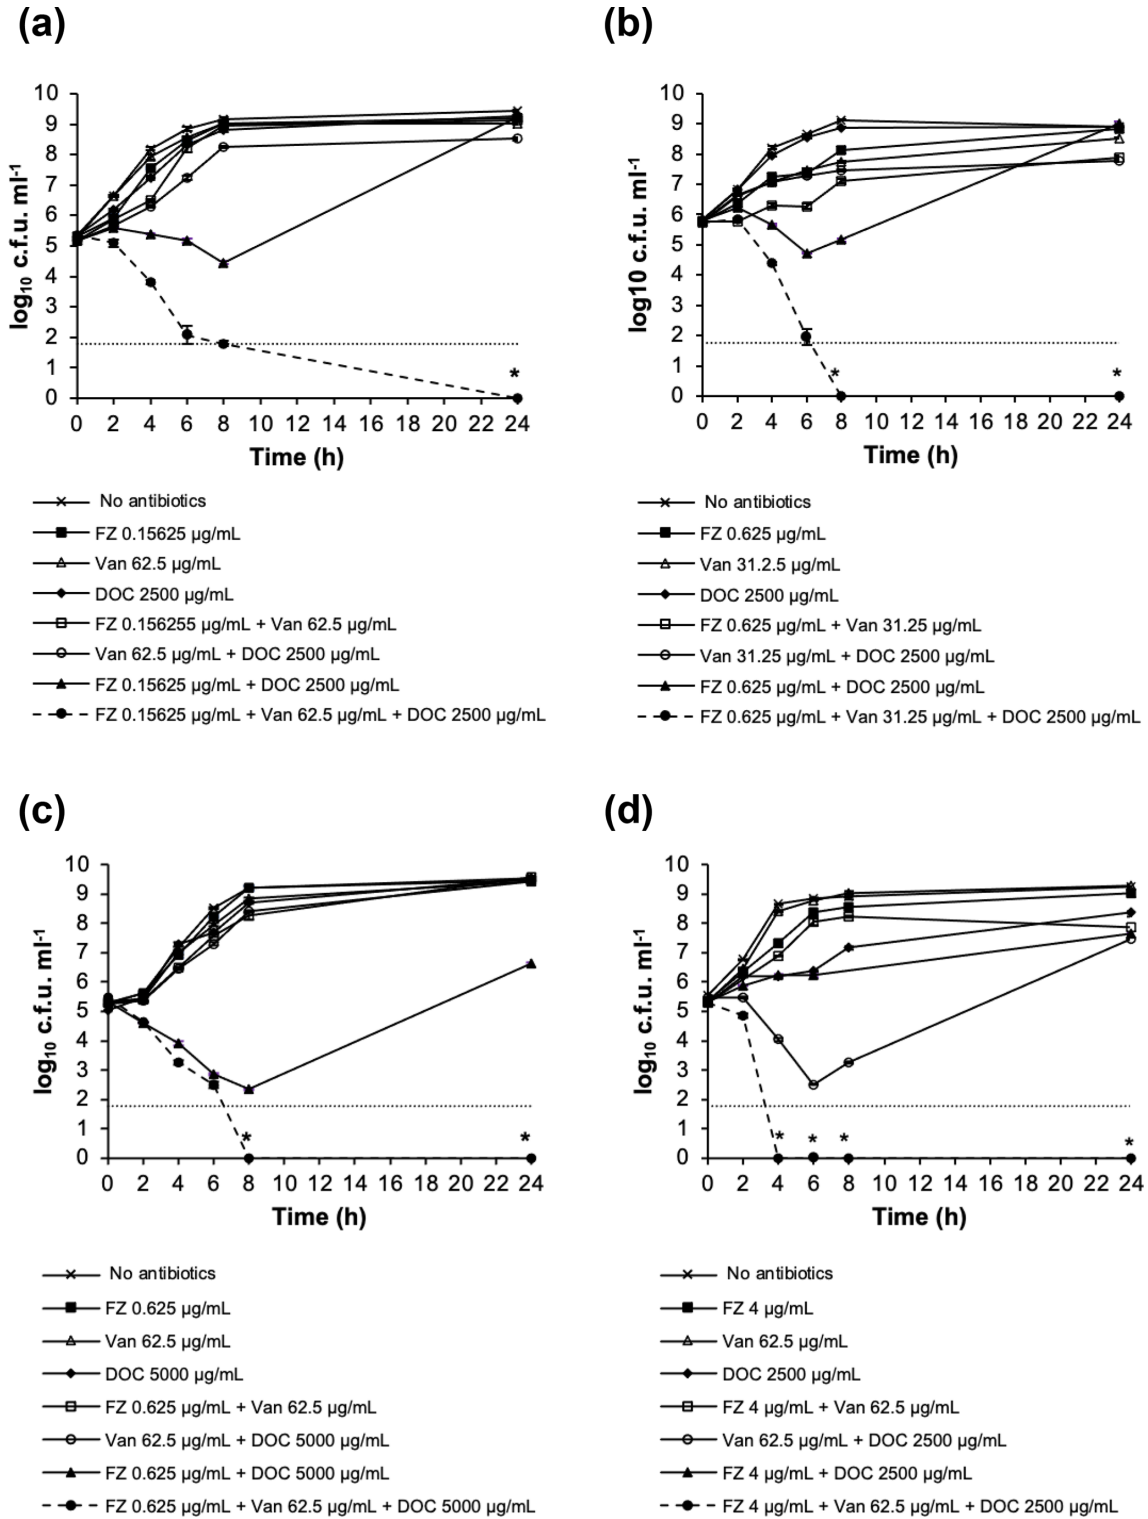 (a)
(b)
log10 c.f.u. ml-1
10
9
8
7
6
5
4
3
2
1
0
*
0 2 4 6 8 10 12 14 16 18 20 22 24
Time (h)
No antibiotics
FZ 0.15625 µg/mL
Van 62.5 µg/mL
DOC 2500 µg/mL
FZ 0.156255 µg/mL + Van 62.5 µg/mL
Van 62.5 µg/mL + DOC 2500 µg/mL
FZ 0.15625 µg/mL + DOC 2500 µg/mL
FZ 0.15625 µg/mL + Van 62.5 µg/mL + DOC 2500 µg/mL
log10 c.f.u. ml-1
10
9
8
7
6
5
4
3
2
1
0
* *
0 2 4 6 8 10 12 14 16 18 20 22 24
Time (h)
No antibiotics
FZ 0.625 µg/mL
Van 31.2.5 µg/mL
DOC 2500 µg/mL
FZ 0.625 µg/mL + Van 31.25 µg/mL
Van 31.25 µg/mL + DOC 2500 µg/mL
FZ 0.625 µg/mL + DOC 2500 µg/mL
FZ 0.625 µg/mL + Van 31.25 µg/mL + DOC 2500 µg/mL
(c)
(d)
log10 c.f.u. ml-1
10
9
8
7
6
5
4
3
2
1
0
* *
0 2 4 6 8 10 12 14 16 18 20 22 24
Time (h)
No antibiotics
FZ 0.625 µg/mL
Van 62.5 µg/mL
DOC 5000 µg/mL
FZ 0.625 µg/mL + Van 62.5 µg/mL
Van 62.5 µg/mL + DOC 5000 µg/mL
FZ 0.625 µg/mL + DOC 5000 µg/mL
FZ 0.625 µg/mL + Van 62.5 µg/mL + DOC 5000 µg/mL
log10 c.f.u. ml-1
10
9
8
7
6
5
4
3
2
1
0
* * * *
0 2 4 6 8 10 12 14 16 18 20 22 24
Time (h)
No antibiotics
FZ 4 µg/mL
Van 62.5 µg/mL
DOC 2500 µg/mL
FZ 4 µg/mL + Van 62.5 µg/mL
Van 62.5 µg/mL + DOC 2500 µg/mL
FZ 4 µg/mL + DOC 2500 µg/mL
FZ 4 µg/mL + Van 62.5 µg/mL + DOC 2500 µg/mL